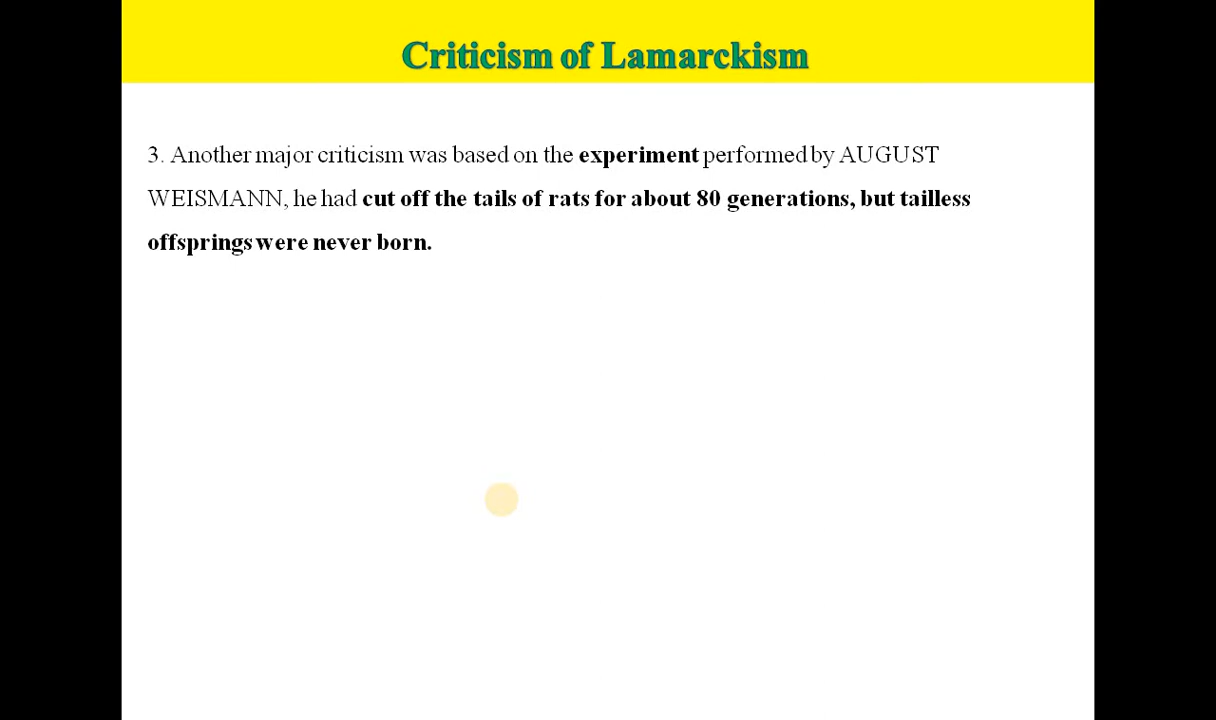 Criticism of Lamarckism
3. Another major criticism was based on the experiment performed by AUGUST
WEISMANN, he had cut off the tails of rats for about 80 generations, but tailless
offsprings were never born.